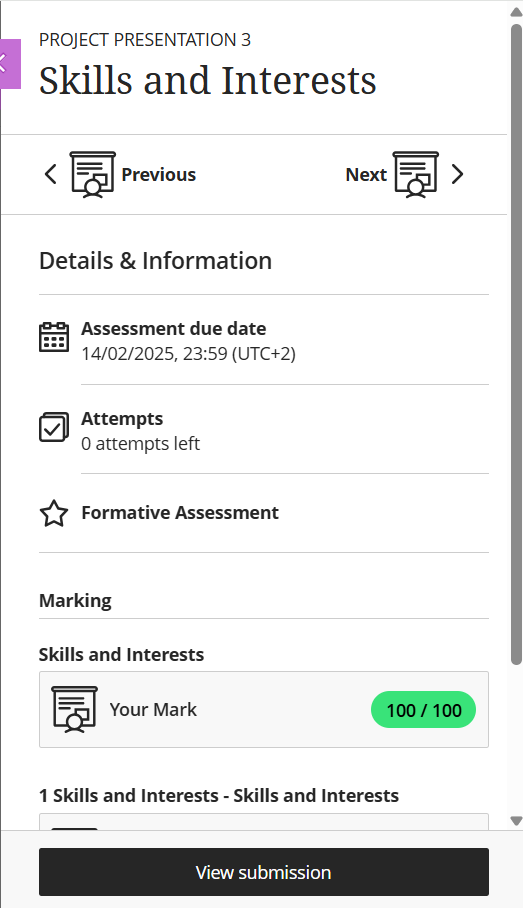 PROJECT PRESENTATION 3
Skills and Interests
Previous
Next
Details & Information
Assessment due date
14/02/2025, 23:59 (UTC+2)
Attempts
0 attempts left
Formative Assessment
Marking
Skills and Interests
Your Mark
100 / 100
1 Skills and Interests - Skills and Interests
View submission